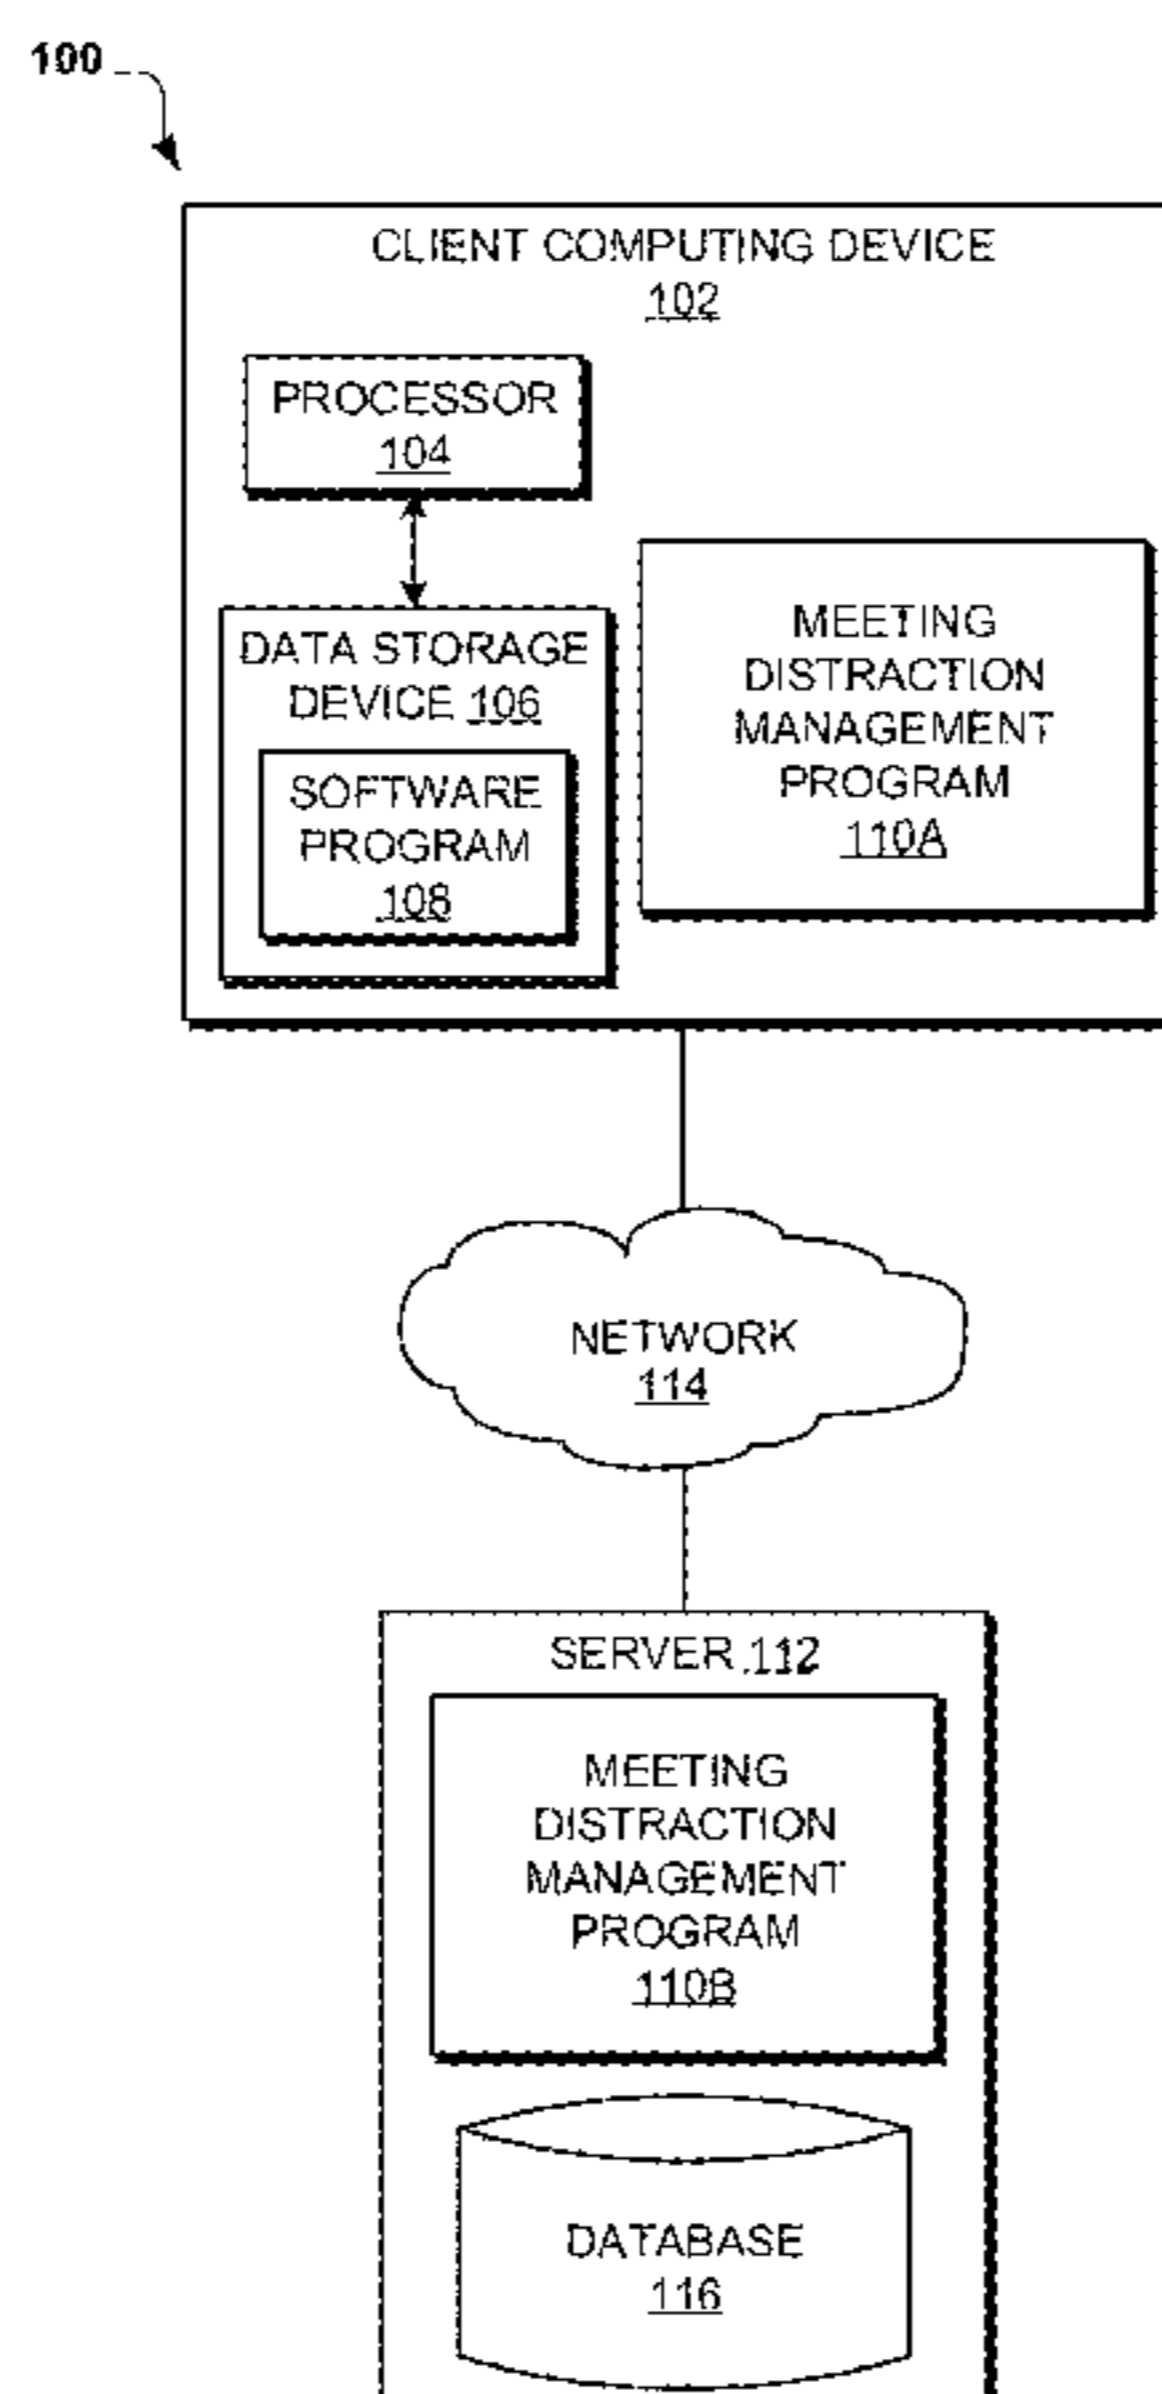 100
CLIENT COMPUTING DEVICE
102
PROCESSOR
104
DATA STORAGE
DEVICE 106
SOFTWARE
PROGRAM
108
MEETING
DISTRACTION
MANAGEMENT
PROGRAM
110A
NETWORK
114
SERVER 112
MEETING
DISTRACTION
MANAGEMENT
PROGRAM
110B
DATABASE
116